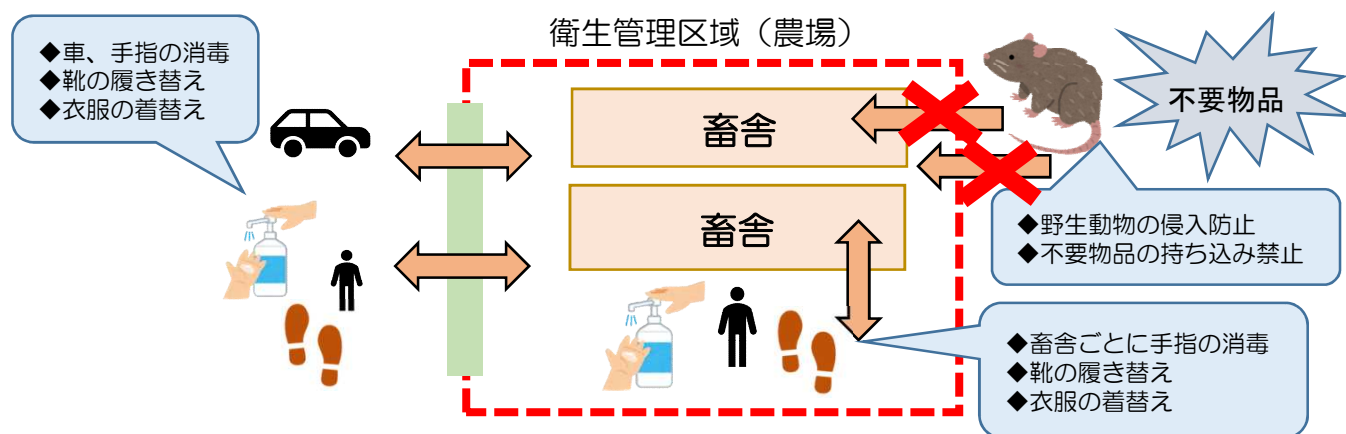 衛生管理区域（農場）
◆車、手指の消毒
◆靴の履き替え
◆衣服の着替え
畜舎
畜舎
不要物品
◆野生動物の侵入防止
◆不要物品の持ち込み禁止
◆畜舎ごとに手指の消毒
◆靴の履き替え
◆衣服の着替え